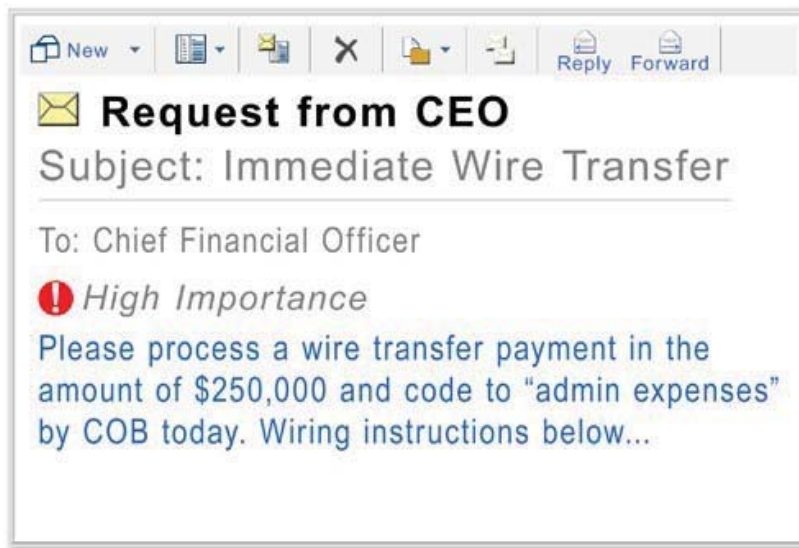 New
Reply Forward
Request from CEO
Subject: Immediate Wire Transfer
To: Chief Financial Officer
High Importance
Please process a wire transfer payment in the
amount of $250,000 and code to “admin expenses”
by COB today. Wiring instructions below...